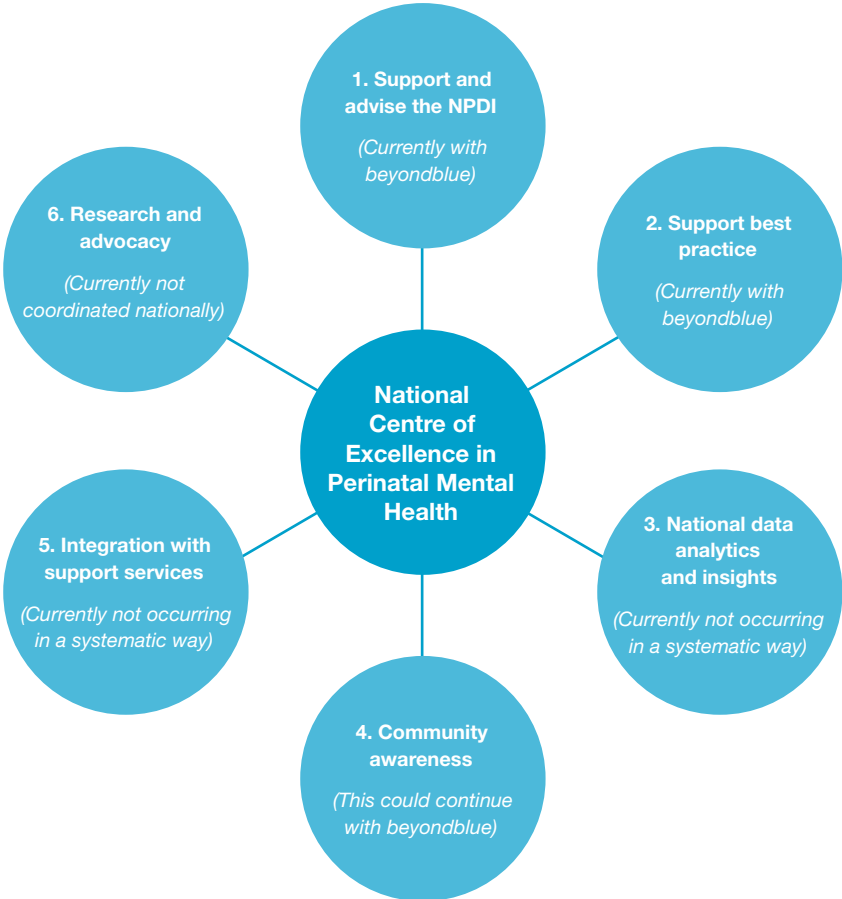 1. Support and
advise the NPDI
(Currently with
beyondblue)
2. Support best
practice
(Currently with
beyondblue)
3. National data
analytics
and insights
(Currently not occurring
in a systematic way)
4. Community
awareness
(This could continue
with beyondblue)
5. Integration with
support services
(Currently not occurring
in a systematic way)
6. Research and
advocacy
(Currently not
coordinated nationally)
National
Centre of
Excellence in
Perinatal Mental
Health